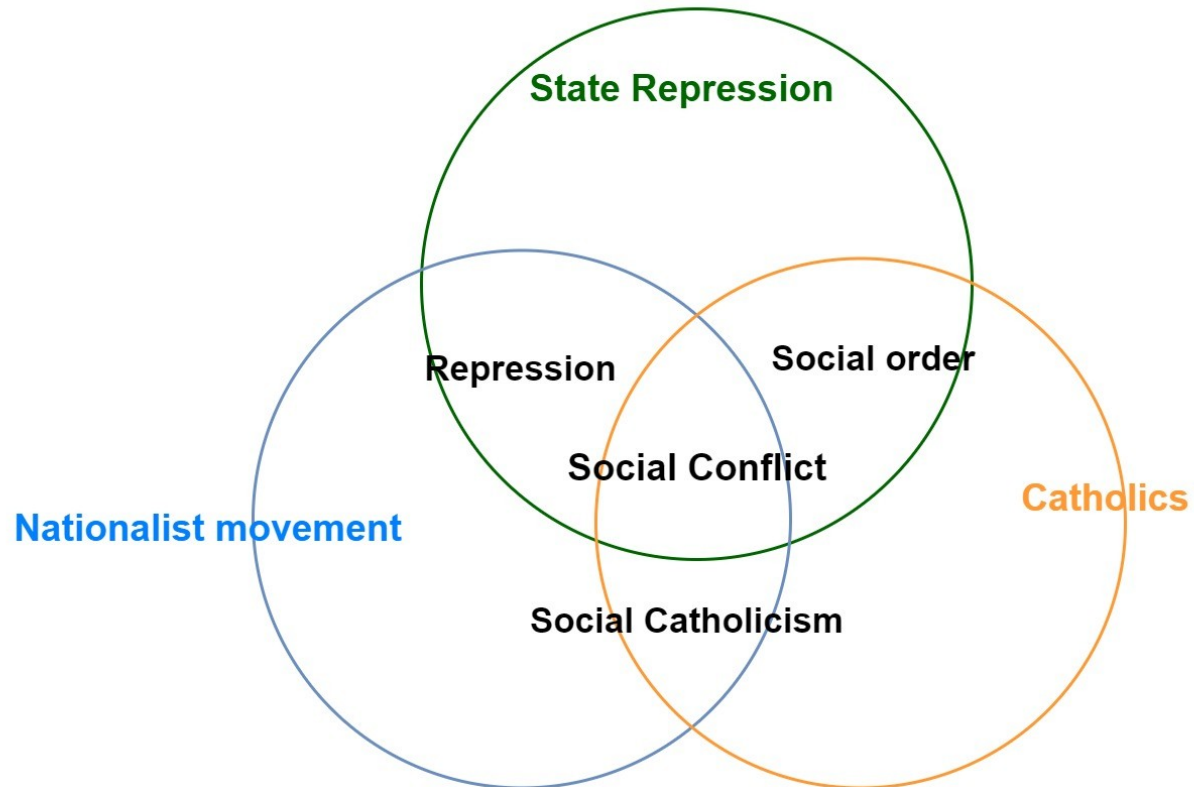 State Repression
Repression
Social order
Social Conflict
Catholics
Nationalist movement
Social Catholicism